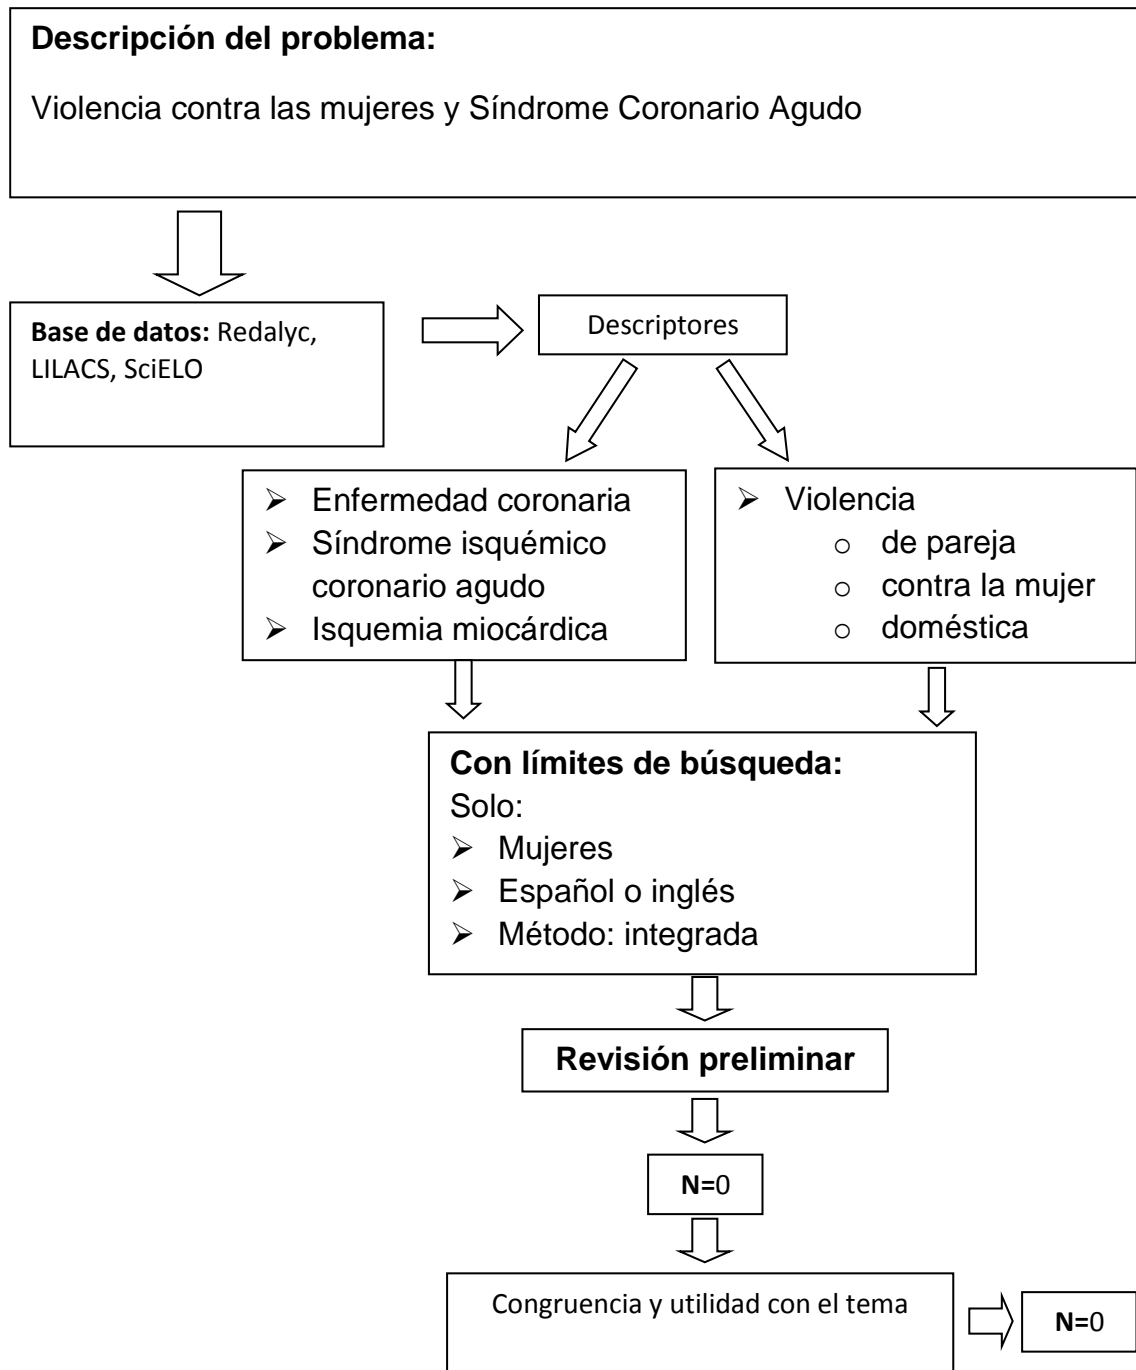 Descripción del problema:
Violencia contra las mujeres y Síndrome Coronario Agudo
Base de datos: Redalyc,
LILACS, SciELO
Descriptores
➢ Enfermedad coronaria
➢ Síndrome isquémico
coronario agudo
➢ Isquemia miocárdica
➢ Violencia
o de pareja
o contra la mujer
o doméstica
Con límites de búsqueda:
Solo:
➢ Mujeres
➢ Español o inglés
➢ Método: integrada
Revisión preliminar
N=0
Congruencia y utilidad con el tema
N=0